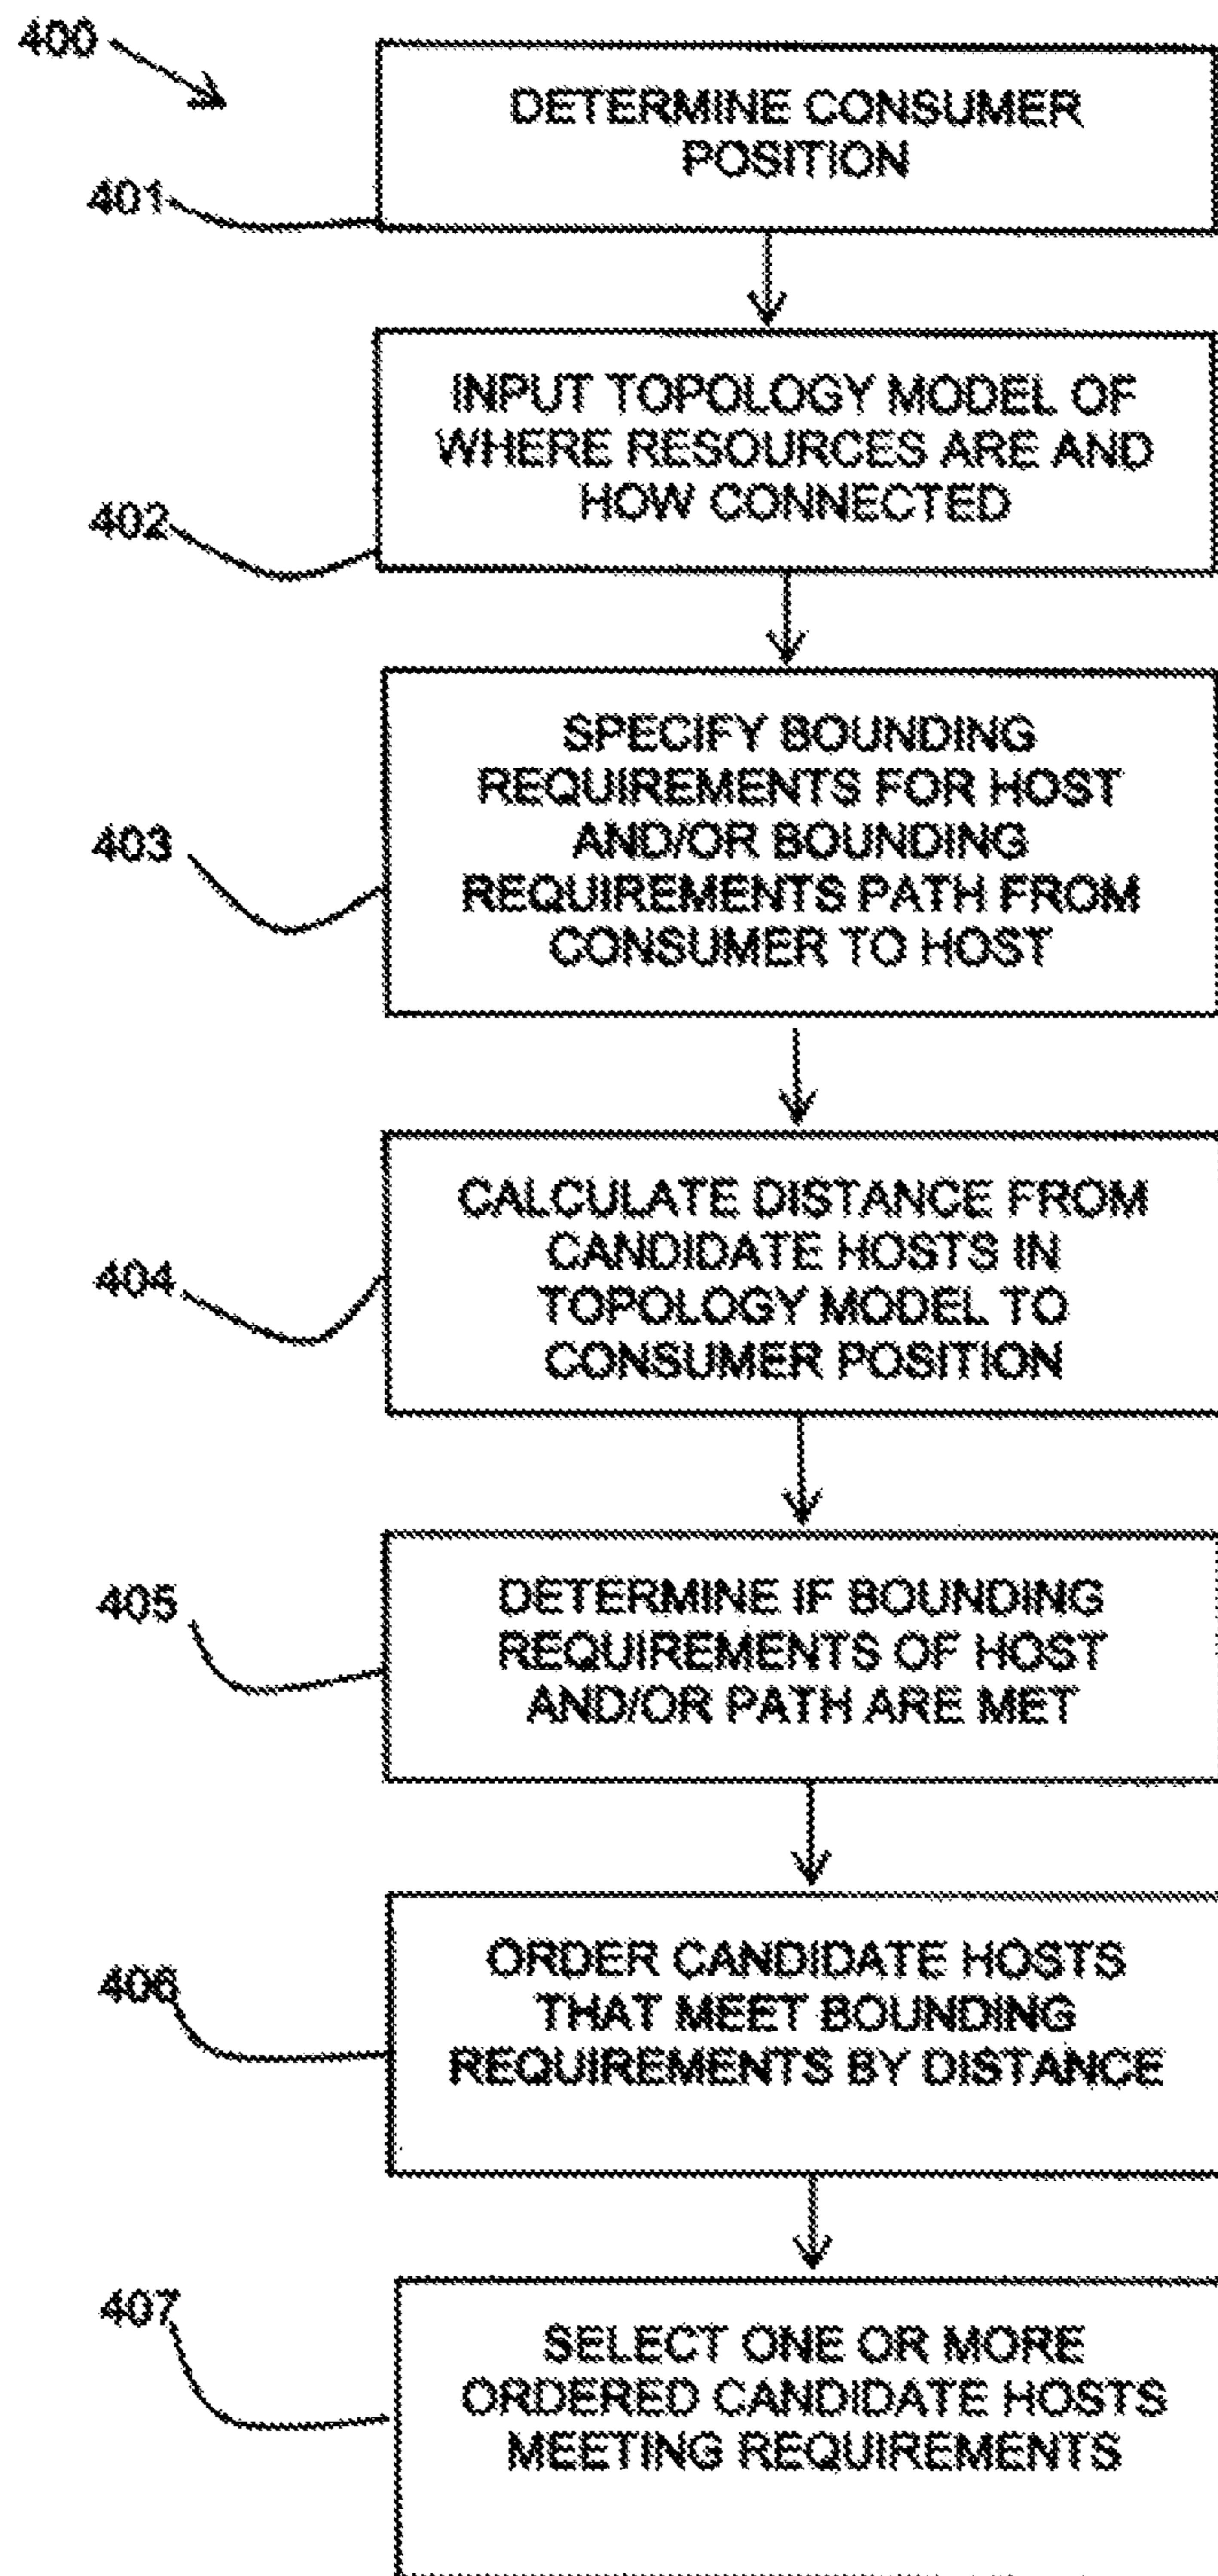 400
DETERMINE CONSUMER
POSITION
401
INPUT TOPOLOGY MODEL OF
WHERE RESOURCES ARE AND
HOW CONNECTED
402
SPECIFY BOUNDING
REQUIREMENTS FOR HOST
AND/OR BOUNDING
REQUIREMENTS PATH FROM
CONSUMER TO HOST
403
CALCULATE DISTANCE FROM
CANDIDATE HOSTS IN
TOPOLOGY MODEL TO
CONSUMER POSITION
404
DETERMINE IF BOUNDING
REQUIREMENTS OF HOST
AND/OR PATH ARE MET
405
ORDER CANDIDATE HOSTS
THAT MEET BOUNDING
REQUIREMENTS BY DISTANCE
406
SELECT ONE OR MORE
ORDERED CANDIDATE HOSTS
MEETING REQUIREMENTS
407